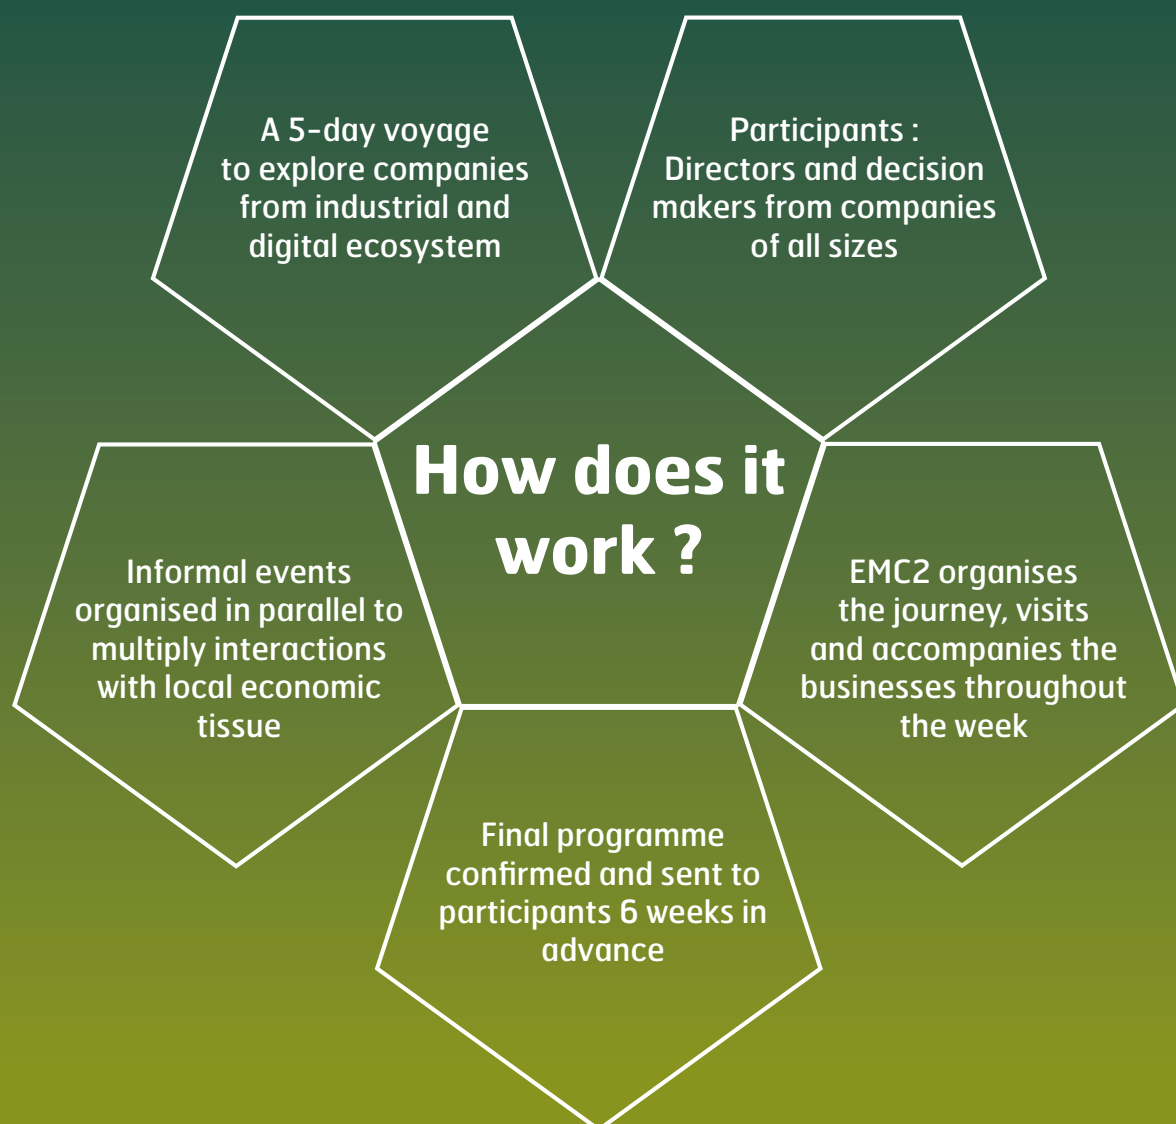 A 5-day voyage
to explore companies
from industrial and
digital ecosystem
Participants :
Directors and decision
makers from companies
of all sizes
How does it
work ?
Informal events
organised in parallel to
multiply interactions
with local economic
tissue
EMC2 organises
the journey, visits
and accompanies the
businesses throughout
the week
Final programme
confirmed and sent to
participants 6 weeks in
advance